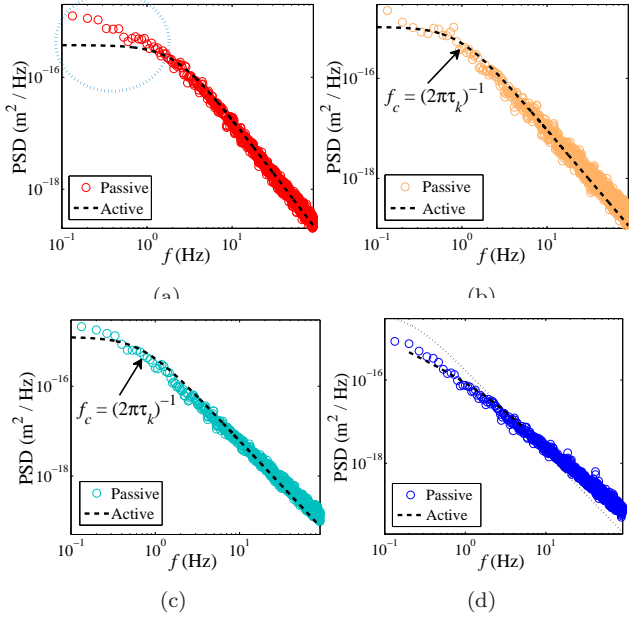 PSD (m² / Hz)
10⁻¹⁶
10⁻¹⁸
Passive
Active
10⁻¹ 10⁰ 10¹
f (Hz)
(a)
PSD (m² / Hz)
10⁻¹⁶
10⁻¹⁸
f_c = (2πτ_k)⁻¹
Passive
Active
10⁻¹ 10⁰ 10¹
f (Hz)
(b)
PSD (m² / Hz)
10⁻¹⁶
10⁻¹⁸
f_c = (2πτ_k)⁻¹
Passive
Active
10⁻¹ 10⁰ 10¹
f (Hz)
(c)
PSD (m² / Hz)
10⁻¹⁶
10⁻¹⁸
Passive
Active
10⁻¹ 10⁰ 10¹
f (Hz)
(d)